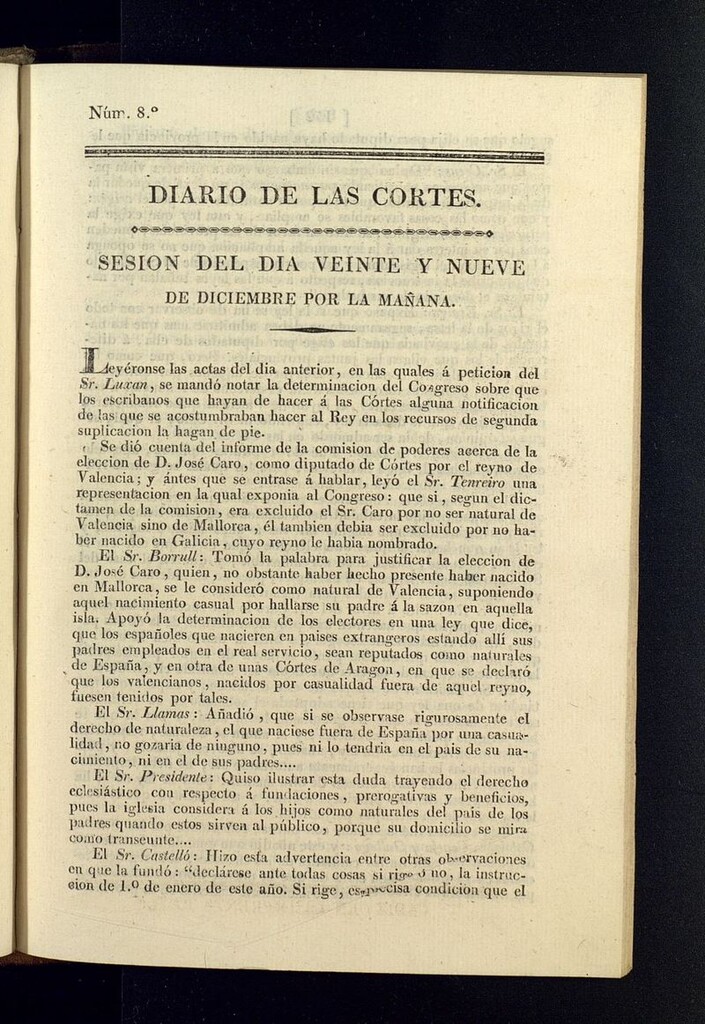 Núm. 8.º
DIARIO DE LAS CORTES.
SESION DEL DIA VEINTE Y NUEVE
DE DICIEMBRE POR LA MAÑANA.
Leyéronse las actas del dia anterior, en las quales á peticion del
Sr. Luxan, se mandó notar la determinacion del Congreso sobre que
los escribanos que hayan de hacer á las Córtes alguna notificacion
de las que se acostumbraban hacer al Rey en los recursos de segunda
suplicacion la hagan de pie.
Se dió cuenta del informe de la comision de poderes acerca de la
eleccion de D. José Caro, como diputado de Córtes por el reyno de
Valencia; y ántes que se entrase á hablar, leyó el Sr. Tenreiro una
representacion en la qual exponia al Congreso: que si, segun el dic-
tamen de la comision, era excluido el Sr. Caro por no ser natural de
Valencia sino de Mallorca, él tambien debia ser excluido por no ha-
ber nacido en Galicia, cuyo reyno le habia nombrado.
El Sr. Borrull: Tomó la palabra para justificar la eleccion de
D. José Caro, quien, no obstante haber hecho presente haber nacido
en Mallorca, se le consideró como natural de Valencia, suponiendo
aquel nacimiento casual por hallarse su padre á la sazon en aquella
isla. Apoyó la determinacion de los electores en una ley que dice,
que los españoles que nacieren en paises extrangeros estando allí sus
padres empleados en el real servicio, sean reputados como naturales
de España, y en otra de unas Córtes de Aragon, en que se declaró
que los valencianos, nacidos por casualidad fuera de aquel reyno,
fuesen tenidos por tales.
El Sr. Llamas: Añadió, que si se observase rigurosamente el
derecho de naturaleza, el que naciese fuera de España por una casua-
lidad, no gozaria de ninguno, pues ni lo tendria en el pais de su na-
cimiento, ni en el de sus padres....
El Sr. Presidente: Quiso ilustrar esta duda trayendo el derecho
eclesiástico con respecto á fundaciones, prerogativas y beneficios,
pues la iglesia considera á los hijos como naturales del país de los
padres quando estos sirven al público, porque su domicilio se mira
como transeunte....
El Sr. Castelló: Hizo esta advertencia entre otras observaciones
en que la fundó: "declárese ante todas cosas si rige ó no, la instruc-
cion de 1.º de enero de este año. Si rige, es precisa condicion que el